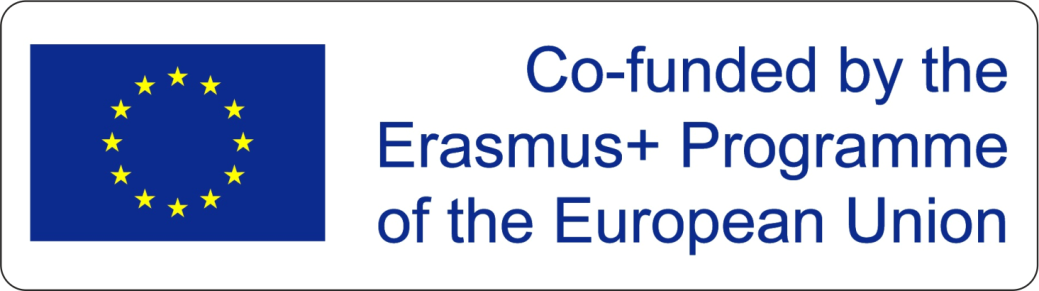 Co-funded by the
Erasmus+ Programme
of the European Union